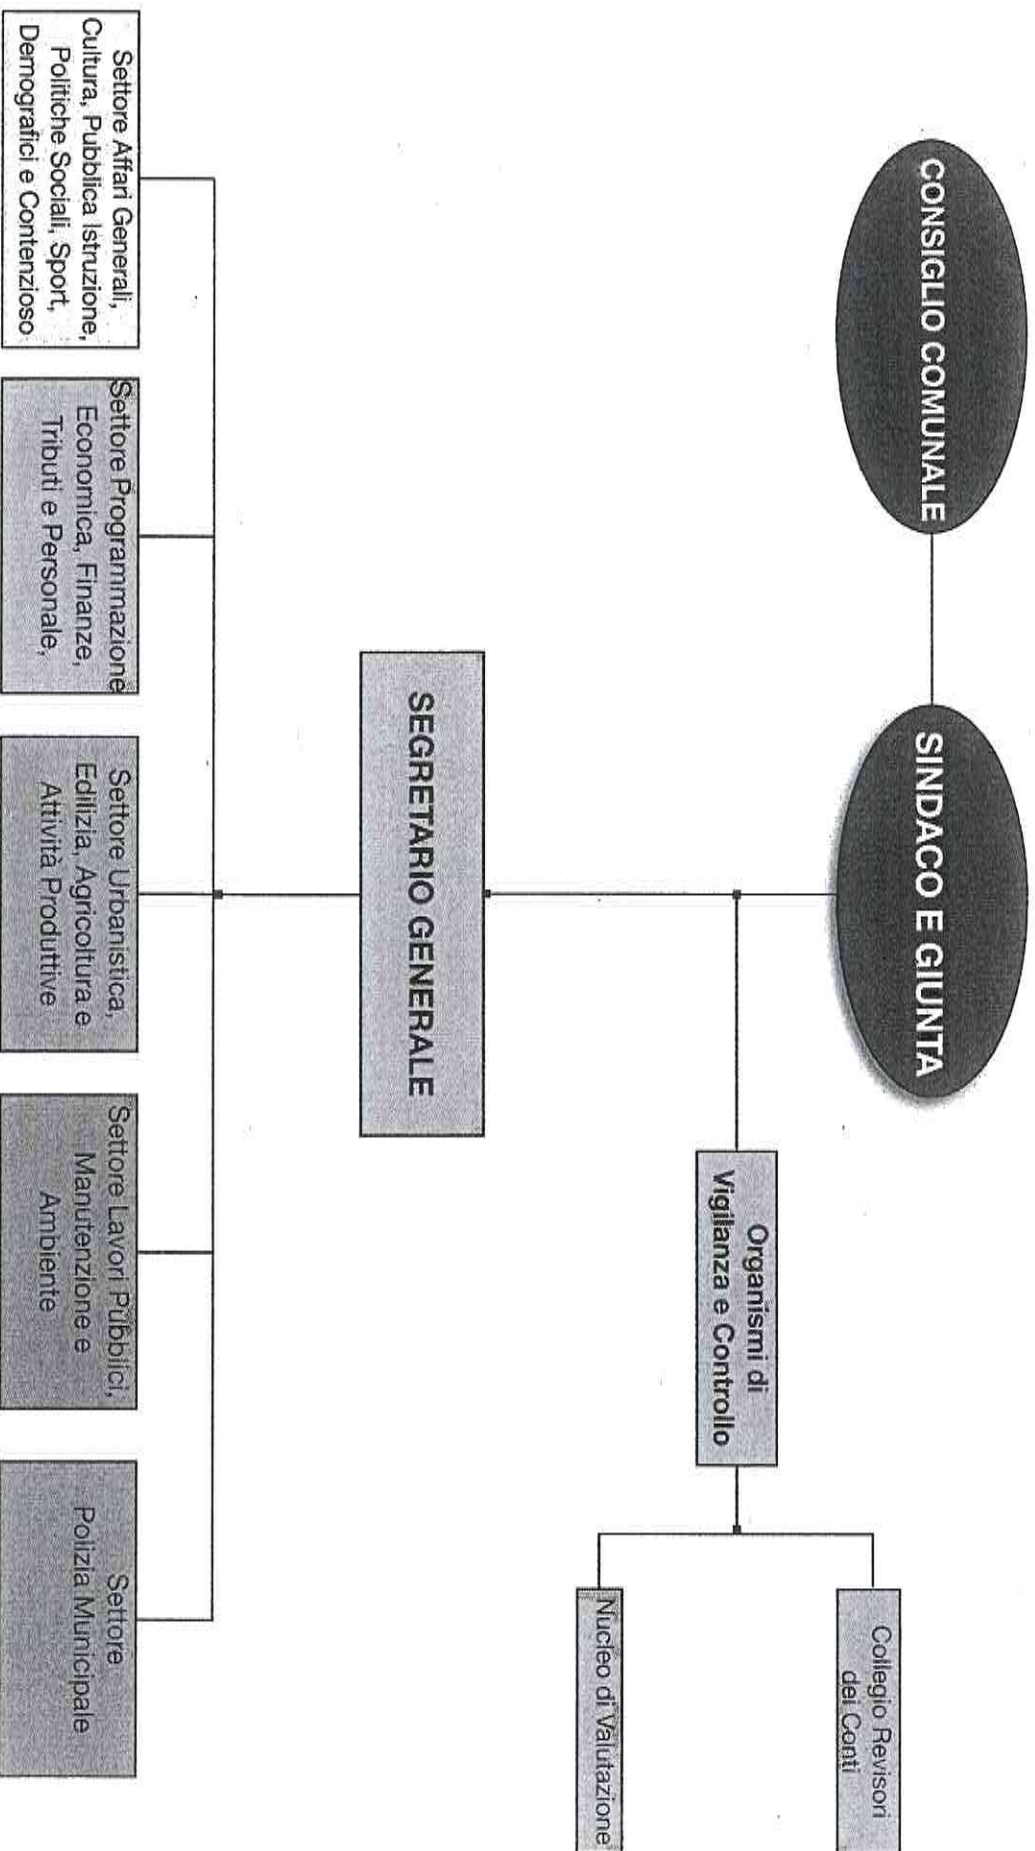 CONSIGLIO COMUNALE
SINDACO E GIUNTA
Organismi di
Vigilanza e Controllo
Collegio Revisori
dei Conti
Nucleo di Valutazione
SEGRETARIO GENERALE
Settore Affari Generali,
Cultura, Pubblica Istruzione,
Politiche Sociali, Sport,
Demografici e Contenzioso
Settore Programmazione
Economica, Finanze,
Tributi e Personale,
Settore Urbanistica,
Edilizia, Agricoltura e
Attività Produttive
Settore Lavori Pubblici,
Manutenzione e
Ambiente
Settore
Polizia Municipale